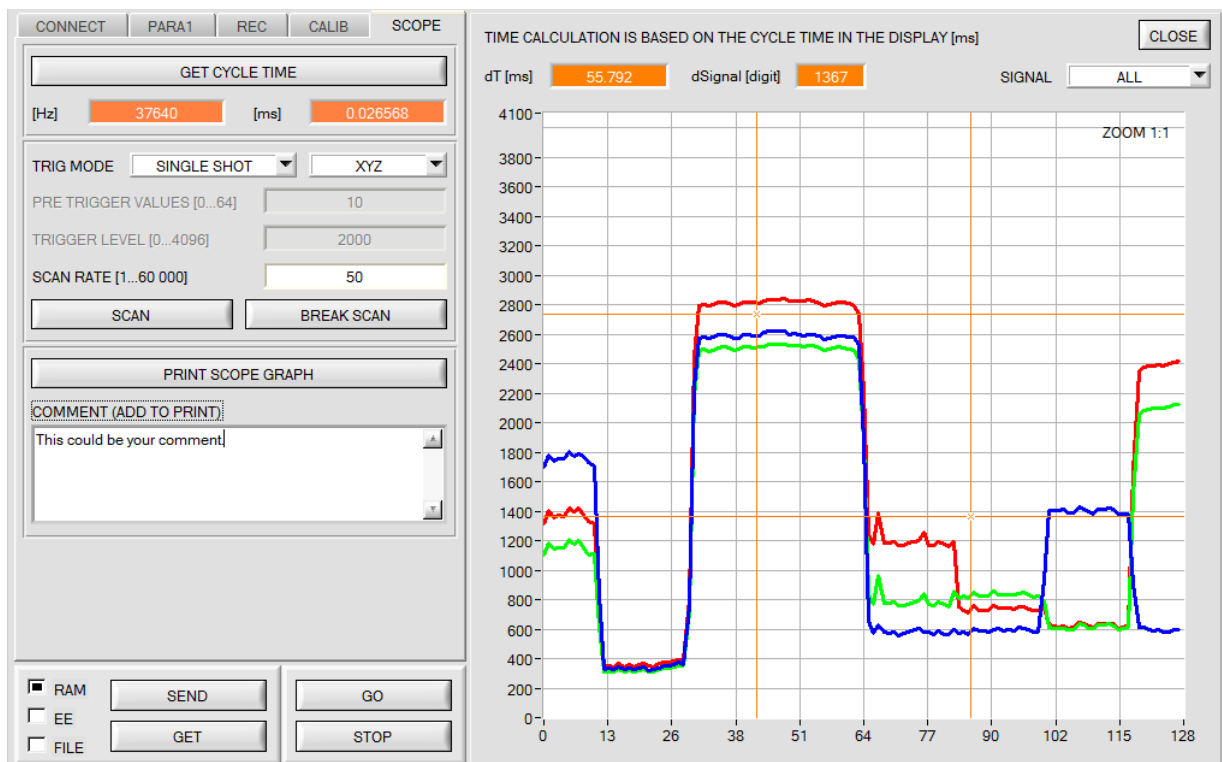 CONNECT PARA1 REC CALIB SCOPE
GET CYCLE TIME
[Hz] 37640 [ms] 0.026568
TRIG MODE SINGLE SHOT XYZ
PRE TRIGGER VALUES [0...64] 10
TRIGGER LEVEL [0...4096] 2000
SCAN RATE [1...60 000] 50
SCAN BREAK SCAN
PRINT SCOPE GRAPH
COMMENT (ADD TO PRINT)
This could be your comment.
RAM SEND GO
EE
FILE GET STOP
TIME CALCULATION IS BASED ON THE CYCLE TIME IN THE DISPLAY [ms] CLOSE
dT [ms] 55.792 dSignal [digit] 1367 SIGNAL ALL
ZOOM 1:1
4100
3800
3600
3400
3200
3000
2800
2600
2400
2200
2000
1800
1600
1400
1200
1000
800
600
400
200
0
0 13 26 38 51 64 77 90 102 115 128